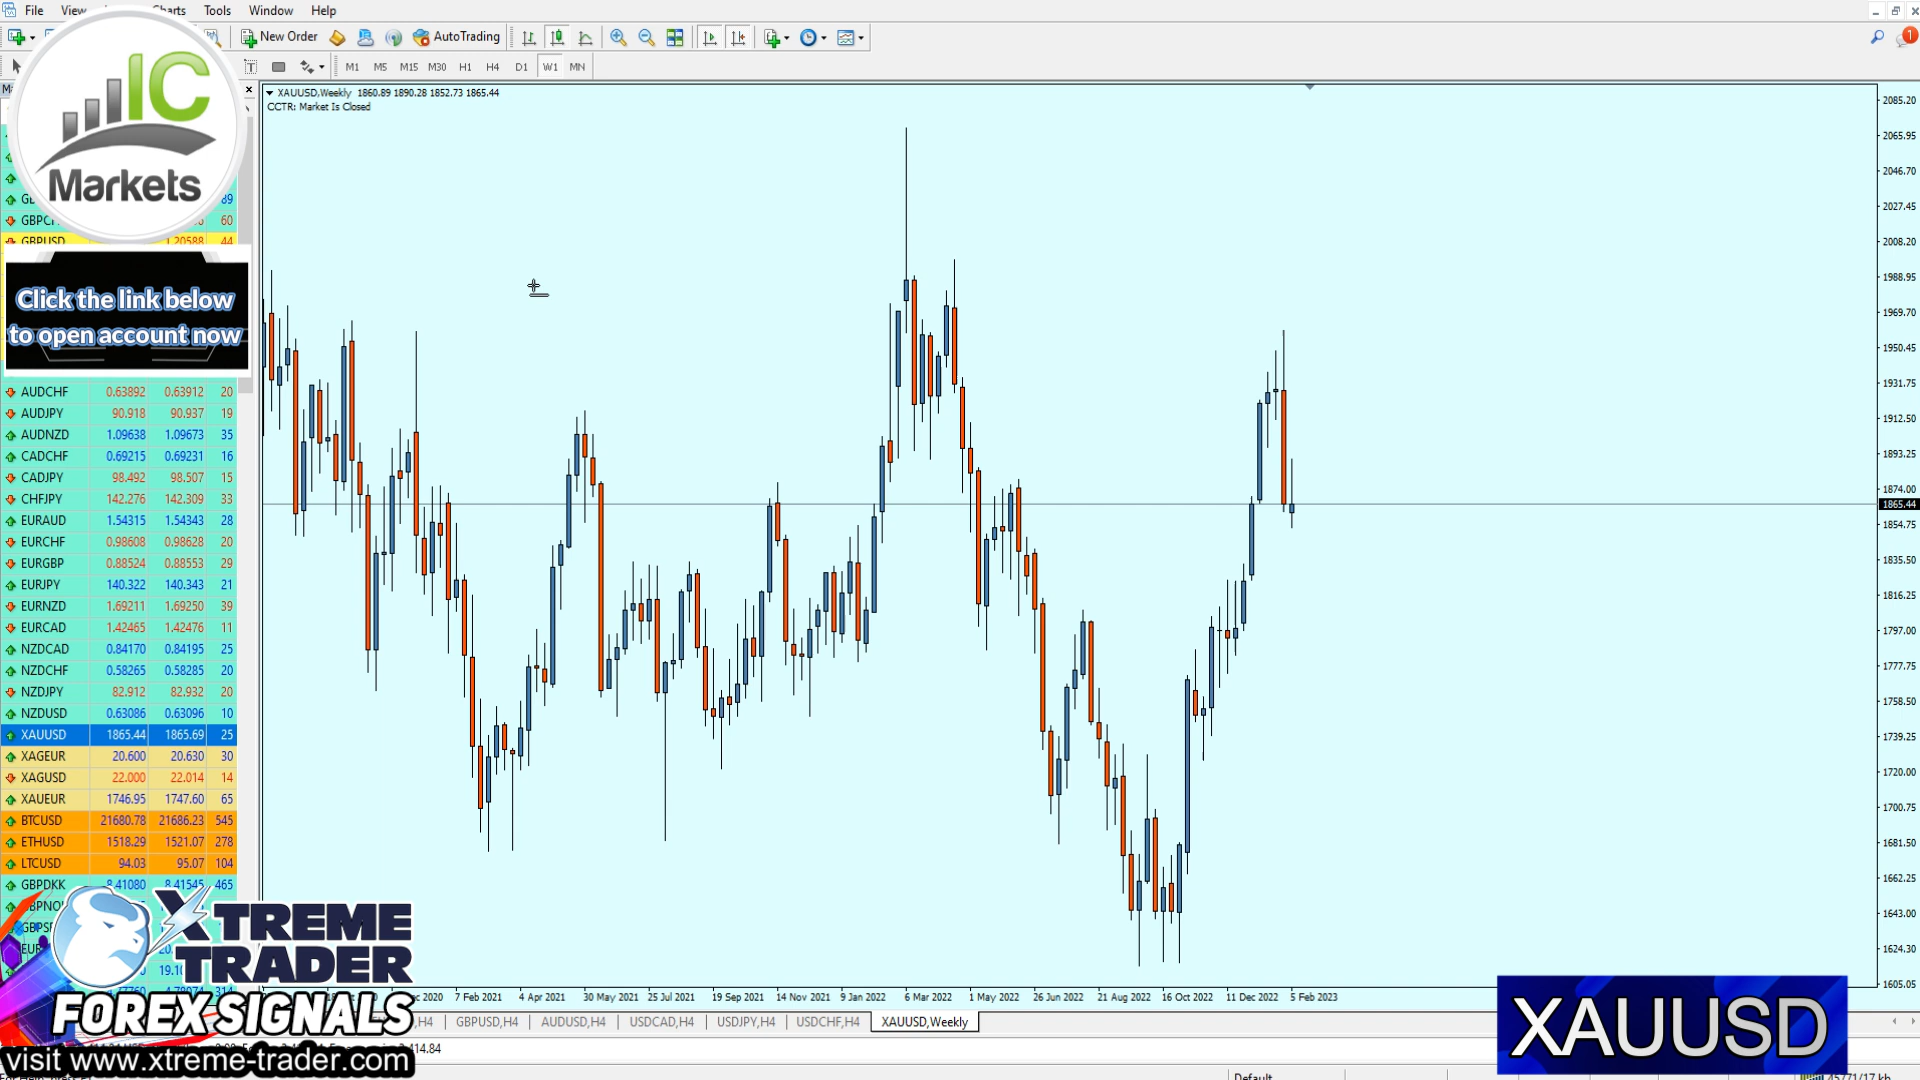 File View Charts Tools Window Help
New Order AutoTrading 1
T M1 M5 M15 M30 H1 H4 D1 W1 MN
IC
Markets
XAUUSD,Weekly 1860.89 1890.28 1852.73 1865.44
CCTR: Market Is Closed
89
60
GBPUSD 1.20588 44
Click the link below
to open account now
AUDCHF 0.63892 0.63912 20
AUDJPY 90.918 90.937 19
AUDNZD 1.09638 1.09673 35
CADCHF 0.69215 0.69231 16
CADJPY 98.492 98.507 15
CHFJPY 142.276 142.309 33
EURAUD 1.54315 1.54343 28
EURCHF 0.98608 0.98628 20
EURGBP 0.88524 0.88553 29
EURJPY 140.322 140.343 21
EURNZD 1.69211 1.69250 39
EURCAD 1.42465 1.42476 11
NZDCAD 0.84170 0.84195 25
NZDCHF 0.58265 0.58285 20
NZDJPY 82.912 82.932 20
NZDUSD 0.63086 0.63096 10
XAUUSD 1865.44 1865.69 25
XAGEUR 20.600 20.630 30
XAGUSD 22.000 22.014 14
XAUEUR 1746.95 1747.60 65
BTCUSD 21680.78 21686.23 545
ETHUSD 1518.29 1521.07 278
LTCUSD 94.03 95.07 104
GBPDKK 8.41080 8.41545 465
2085.20
2065.95
2046.70
2027.45
2008.20
1988.95
1969.70
1950.45
1931.75
1912.50
1893.25
1874.00
1865.44
1854.75
1835.50
1816.25
1797.00
1777.75
1758.50
1739.25
1720.00
1700.75
1681.50
1662.25
1643.00
1624.30
1605.05
XTREME
TRADER
FOREX SIGNALS
visit www.xtreme-trader.com
2020 7 Feb 2021 4 Apr 2021 30 May 2021 25 Jul 2021 19 Sep 2021 14 Nov 2021 9 Jan 2022 6 Mar 2022 1 May 2022 26 Jun 2022 21 Aug 2022 16 Oct 2022 11 Dec 2022 5 Feb 2023
GBPUSD,H4 AUDUSD,H4 USDCAD,H4 USDJPY,H4 USDCHF,H4 XAUUSD,Weekly
414.84
XAUUSD
Default